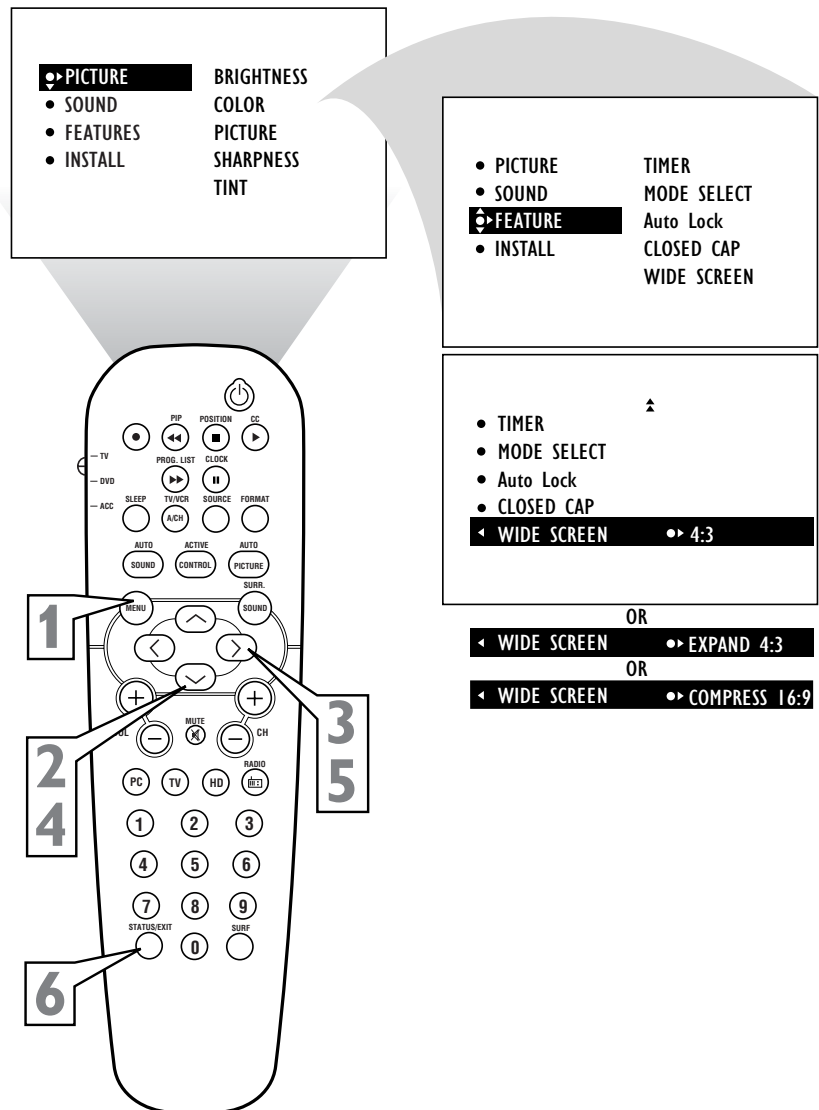 PICTURE BRIGHTNESS
SOUND COLOR
FEATURES PICTURE
INSTALL SHARPNESS
TINT
PICTURE TIMER
SOUND MODE SELECT
FEATURE Auto Lock
INSTALL CLOSED CAP
WIDE SCREEN
TIMER
MODE SELECT
Auto Lock
CLOSED CAP
WIDE SCREEN 4:3
OR
WIDE SCREEN EXPAND 4:3
OR
WIDE SCREEN COMPRESS 16:9
PIP POSITION CC
TV
DVD
ACC
PROG. LIST CLOCK
SLEEP TV/VCR SOURCE FORMAT
A/CH
AUTO ACTIVE AUTO
SOUND CONTROL PICTURE
SURR.
MENU SOUND
1
2
4
3
5
MUTE
OL CH
RADIO
PC TV HD
1 2 3
4 5 6
7 8 9
STATUS/EXIT SURF
0
6